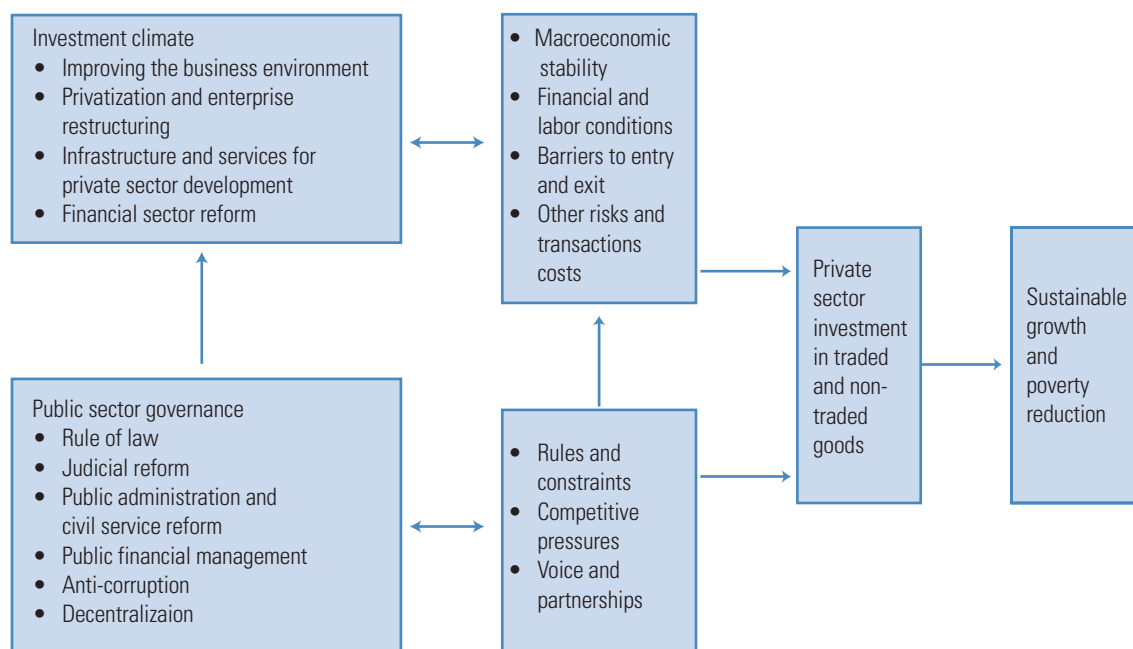 Investment climate
• Improving the business environment
• Privatization and enterprise
restructuring
• Infrastructure and services for
private sector development
• Financial sector reform
• Macroeconomic
stability
• Financial and
labor conditions
• Barriers to entry
and exit
• Other risks and
transactions
costs
Public sector governance
• Rule of law
• Judicial reform
• Public administration and
civil service reform
• Public financial management
• Anti-corruption
• Decentralizaion
• Rules and
constraints
• Competitive
pressures
• Voice and
partnerships
Private
sector
investment
in traded
and non-
traded
goods
Sustainable
growth
and
poverty
reduction